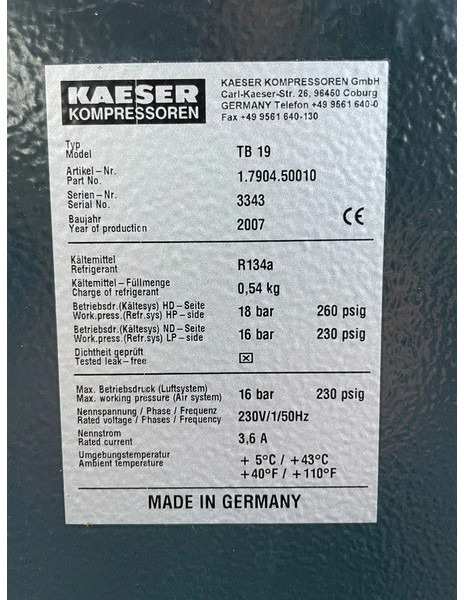 KAESER
KOMPRESSOREN
KAESER KOMPRESSOREN GmbH
Carl-Kaeser-Str. 26, 96450 Coburg
GERMANY Telefon +49 9561 640-0
Fax +49 9561 640-130
Typ
Model TB 19
Artikel-Nr.
Part No. 1.7904.50010
Serien-Nr.
Serial No. 3343
Baujahr
Year of production 2007 CE
Kältemittel
Refrigerant R134a
Kältemittel-Füllmenge
Charge of refrigerant 0,54 kg
Betriebsdr.(Kältesys) HD-Seite
Work.press.(Refr.sys) HP-side 18 bar 260 psig
Betriebsdr.(Kältesys) ND-Seite
Work.press.(Refr.sys) LP-side 16 bar 230 psig
Dichtheit geprüft
Tested leak-free ☒
Max. Betriebsdruck (Luftsystem)
Max. working pressure (Air system) 16 bar 230 psig
Nennspannung / Phase / Frequenz
Rated voltage / Phases / Frequency 230V/1/50Hz
Nennstrom
Rated current 3,6 A
Umgebungstemperatur + 5°C / +43°C
Ambient temperature +40°F / +110°F
MADE IN GERMANY